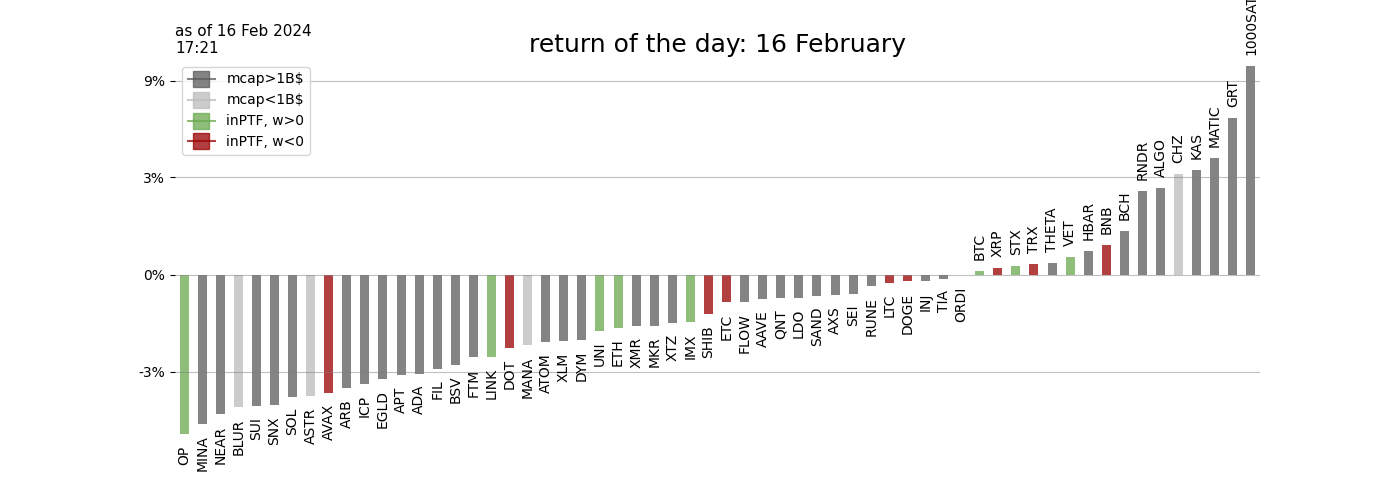 as of 16 Feb 2024
17:21
return of the day: 16 February
1000SAT
9%
3%
0%
-3%
mcap>1B$
mcap<1B$
inPTF, w>0
inPTF, w<0
OP
MINA
NEAR
BLUR
SUI
SNX
SOL
ASTR
AVAX
ARB
ICP
EGLD
APT
ADA
FIL
BSV
FTM
LINK
DOT
MANA
ATOM
XLM
DYM
UNI
ETH
XMR
MKR
XTZ
IMX
SHIB
ETC
FLOW
AAVE
QNT
LDO
SAND
AXS
SEI
RUNE
LTC
DOGE
INJ
TIA
ORDI
BTC
XRP
STX
TRX
THETA
VET
HBAR
BNB
BCH
RNDR
ALGO
CHZ
KAS
MATIC
GRT